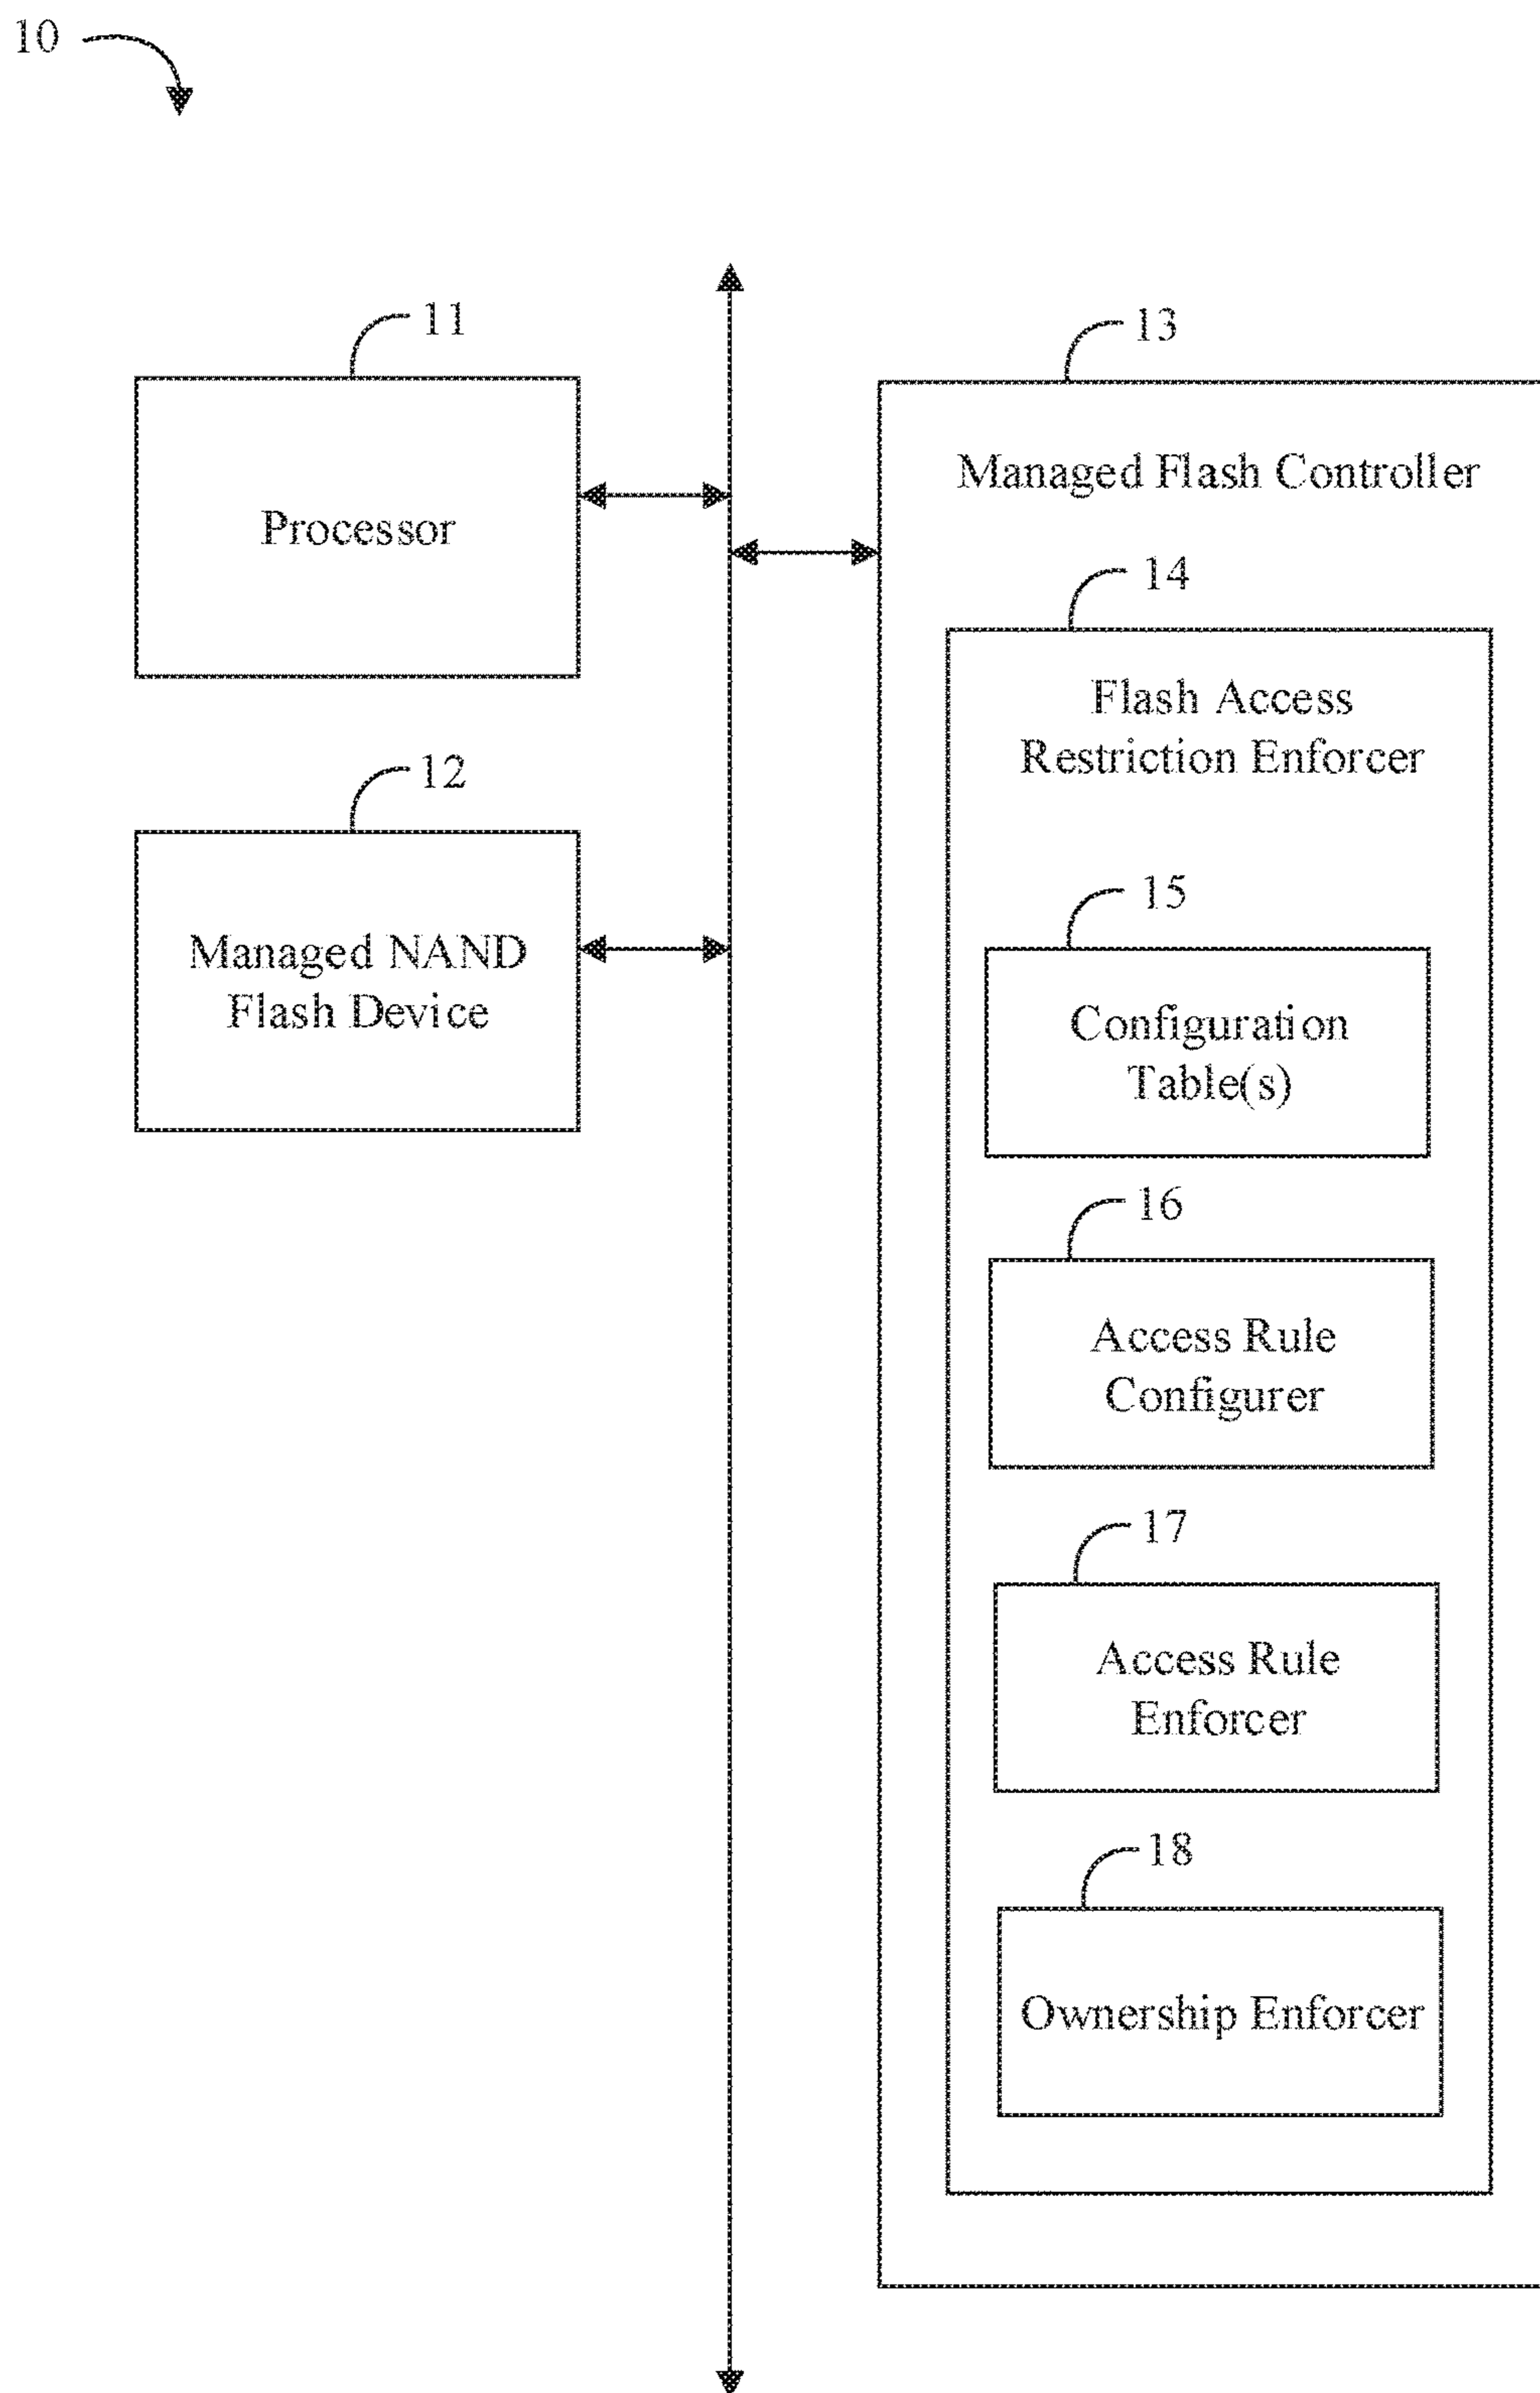 10
11
Processor
12
Managed NAND
Flash Device
13
Managed Flash Controller
14
Flash Access
Restriction Enforcer
15
Configuration
Table(s)
16
Access Rule
Configurer
17
Access Rule
Enforcer
18
Ownership Enforcer